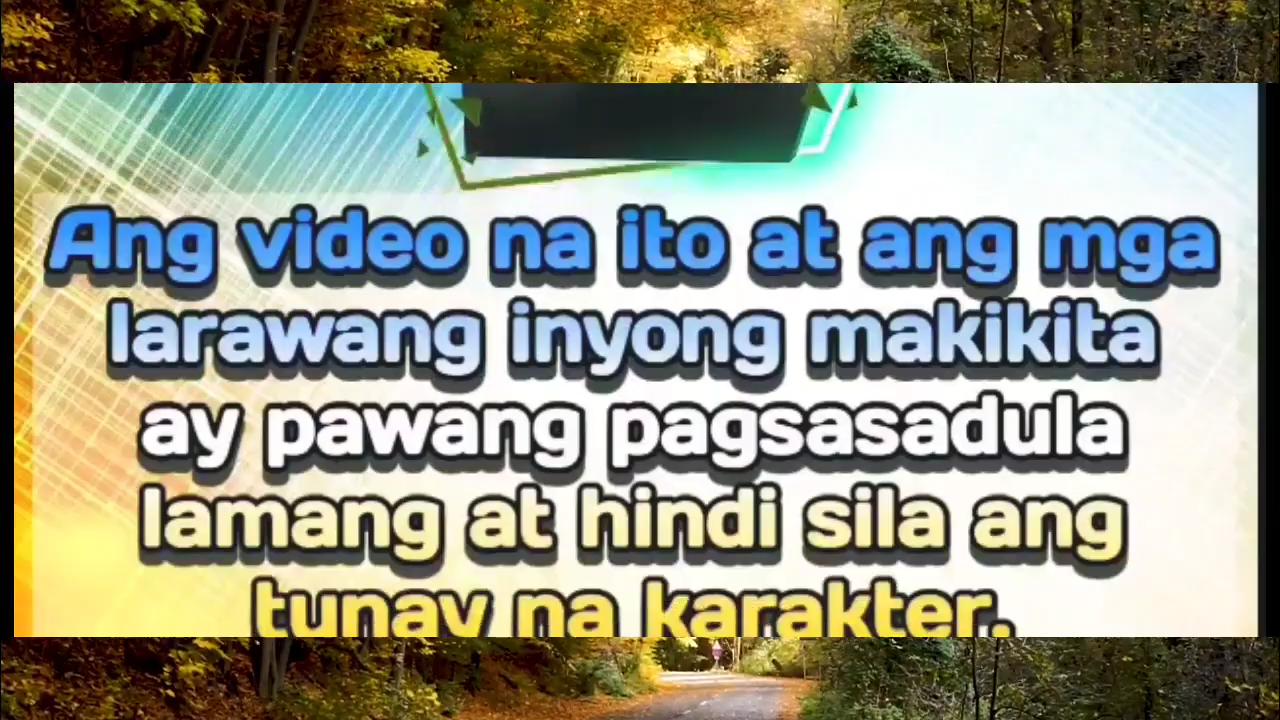 Ang video na ito at ang mga
larawang inyong makikita
ay pawang pagsasadula
lamang at hindi sila ang
tunay na karakter.